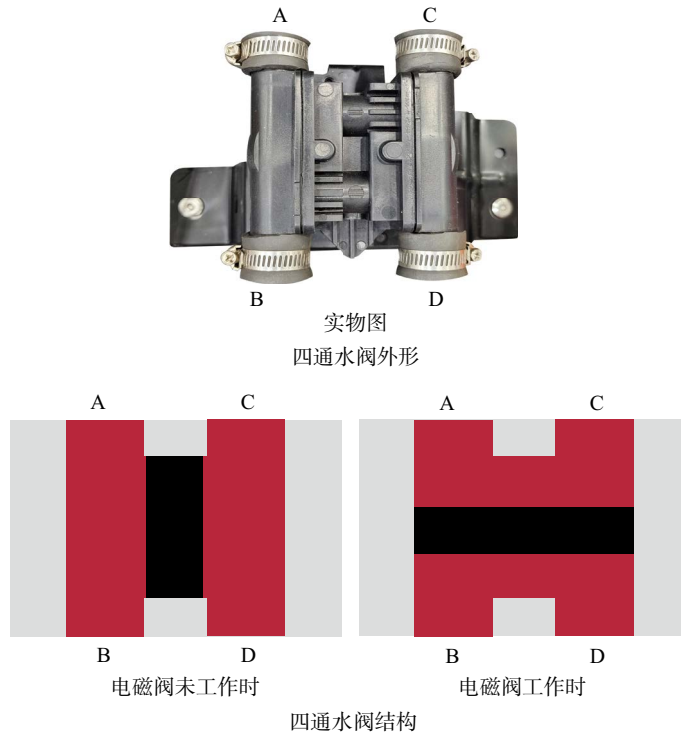 A C
B D
实物图
四通水阀外形
A C A C
B D B D
电磁阀未工作时 电磁阀工作时
四通水阀结构